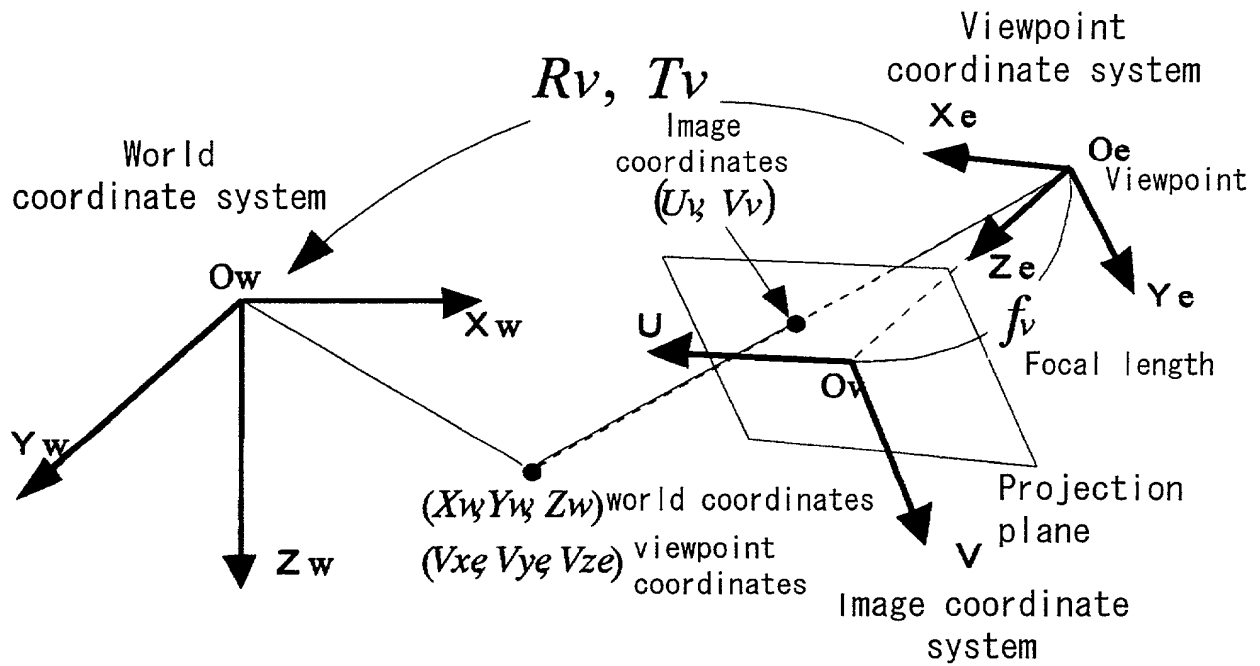 Viewpoint
coordinate system
Rv, Tv
Xe
Image
coordinates
(Uv, Vv)
World
coordinate system
Oe
Viewpoint
Ow
Ze
Ye
Xw
U
fv
Focal length
Ov
Yw
(Xw, Yw, Zw) world coordinates
Projection
plane
Zw
(Vxe, Vye, Vze) viewpoint
coordinates
V
Image coordinate
system